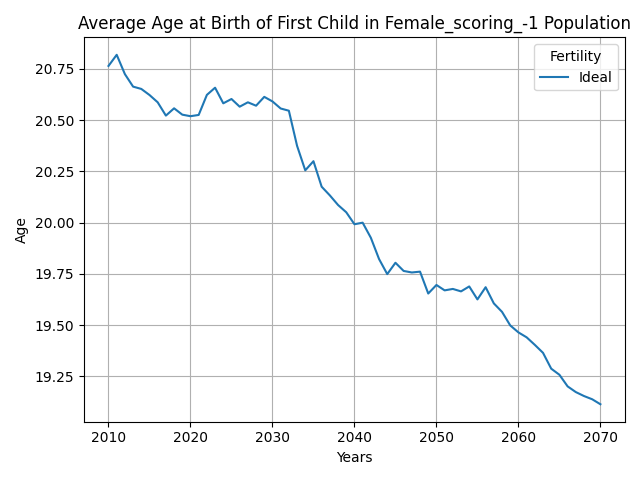 Average Age at Birth of First Child in Female_scoring_-1 Population
Fertility
Ideal
20.75
20.50
20.25
20.00
19.75
19.50
19.25
Age
2010 2020 2030 2040 2050 2060 2070
Years